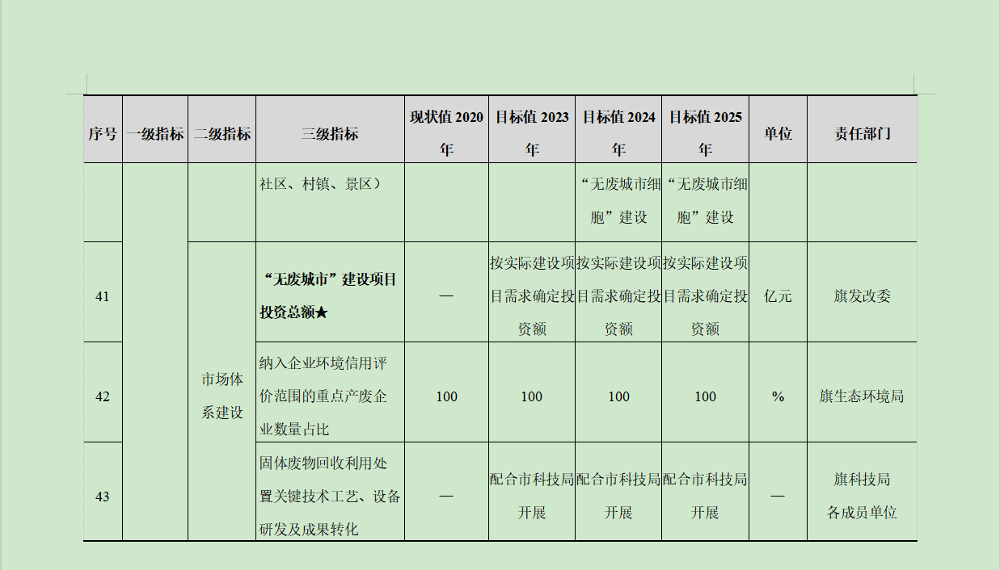 序号 一级指标 二级指标 三级指标 现状值 2020 年 目标值 2023 年 目标值 2024 年 目标值 2025 年 单位 责任部门
社区、村镇、景区） “无废城市细胞”建设 “无废城市细胞”建设
41 市场体系建设 “无废城市”建设项目投资总额★ — 按实际建设项目需求确定投资额 按实际建设项目需求确定投资额 按实际建设项目需求确定投资额 亿元 旗发改委
42 纳入企业环境信用评价范围的重点产废企业数量占比 100 100 100 100 % 旗生态环境局
43 固体废物回收利用处置关键技术工艺、设备研发及成果转化 — 配合市科技局开展 配合市科技局开展 配合市科技局开展 — 旗科技局 各成员单位